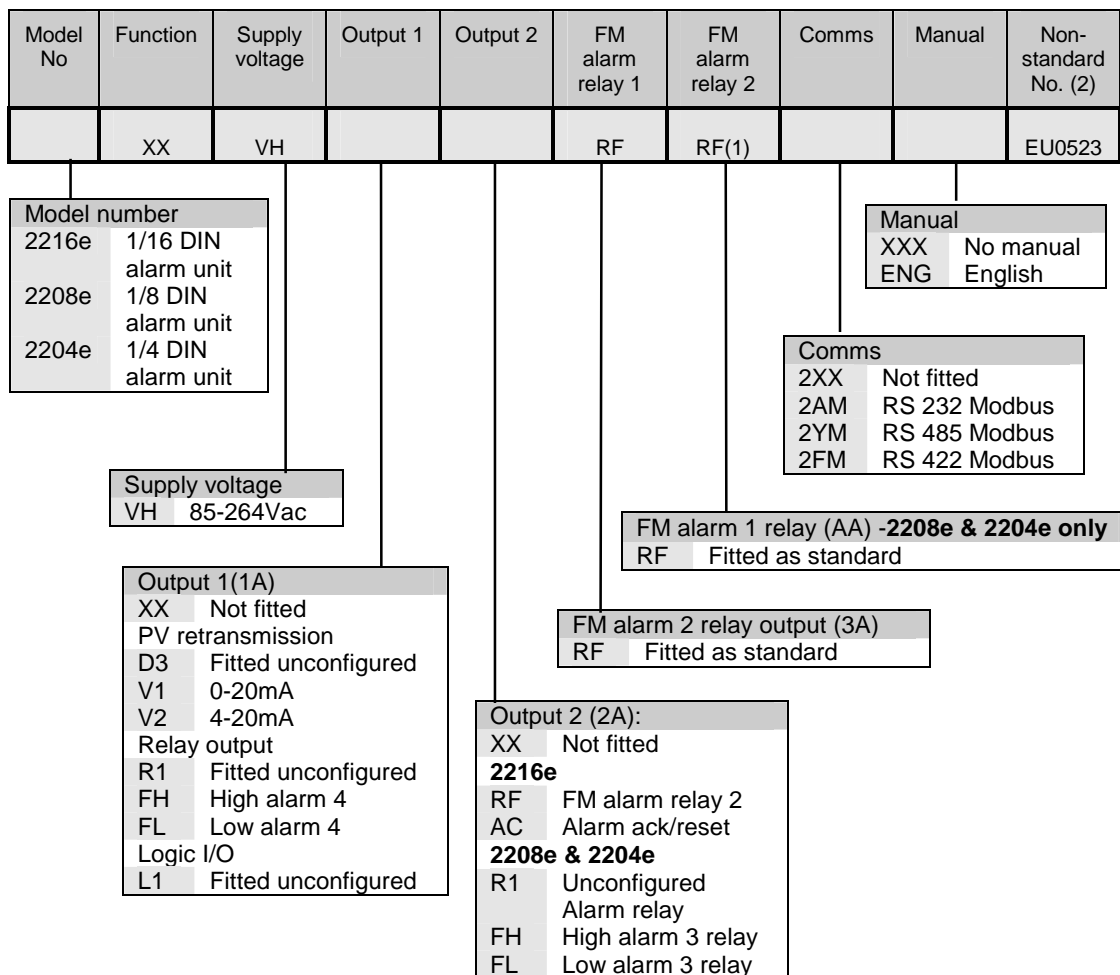 Model No
Function
Supply voltage
Output 1
Output 2
FM alarm relay 1
FM alarm relay 2
Comms
Manual
Non-standard No. (2)
XX
VH
RF
RF(1)
EU0523
Model number
2216e 1/16 DIN
alarm unit
2208e 1/8 DIN
alarm unit
2204e 1/4 DIN
alarm unit
Manual
XXX No manual
ENG English
Comms
2XX Not fitted
2AM RS 232 Modbus
2YM RS 485 Modbus
2FM RS 422 Modbus
Supply voltage
VH 85-264Vac
FM alarm 1 relay (AA) -2208e & 2204e only
RF Fitted as standard
Output 1(1A)
XX Not fitted
PV retransmission
D3 Fitted unconfigured
V1 0-20mA
V2 4-20mA
Relay output
R1 Fitted unconfigured
FH High alarm 4
FL Low alarm 4
Logic I/O
L1 Fitted unconfigured
FM alarm 2 relay output (3A)
RF Fitted as standard
Output 2 (2A):
XX Not fitted
2216e
RF FM alarm relay 2
AC Alarm ack/reset
2208e & 2204e
R1 Unconfigured
Alarm relay
FH High alarm 3 relay
FL Low alarm 3 relay